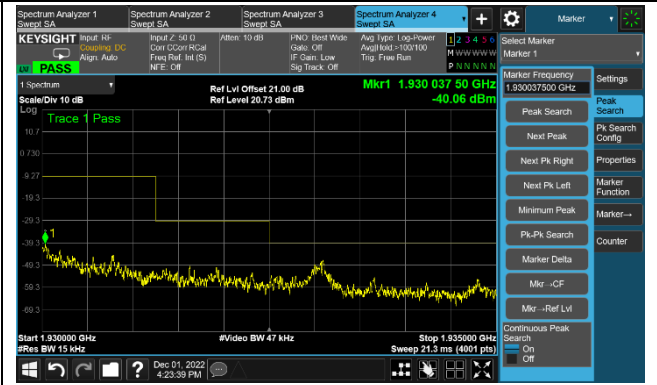 Spectrum Analyzer 1
Swept SA
Spectrum Analyzer 2
Swept SA
Spectrum Analyzer 3
Swept SA
Spectrum Analyzer 4
Swept SA
+
Marker
KEYSIGHT
LXI
PASS
Input: RF
Coupling: DC
Align: Auto
Input Z: 50 Ω
Corr CCorr RCal
Freq Ref: Int (S)
NFE: Off
Atten: 10 dB
PNO: Best Wide
Gate: Off
IF Gain: Low
Sig Track: Off
Avg Type: Log-Power
Avg|Hold:>100/100
Trig: Free Run
1 2 3 4 5 6
M W W W W W
P N N N N N
Select Marker
Marker 1
1 Spectrum
Scale/Div 10 dB
Log
Ref Lvl Offset 21.00 dB
Ref Level 20.73 dBm
Mkr1 1.930 037 50 GHz
-40.06 dBm
Trace 1 Pass
10.7
0.730
-9.27
-19.3
-29.3
-39.3
-49.3
-59.3
-69.3
1
Start 1.930000 GHz
#Res BW 15 kHz
#Video BW 47 kHz
Stop 1.935000 GHz
Sweep 21.3 ms (4001 pts)
Marker Frequency
1.930037500 GHz
Peak Search
Next Peak
Next Pk Right
Next Pk Left
Minimum Peak
Pk-Pk Search
Marker Delta
Mkr→CF
Mkr→Ref Lvl
Continuous Peak
Search
On
Off
Settings
Peak
Search
Pk Search
Config
Properties
Marker
Function
Marker→
Counter
?
Dec 01, 2022
4:23:39 PM